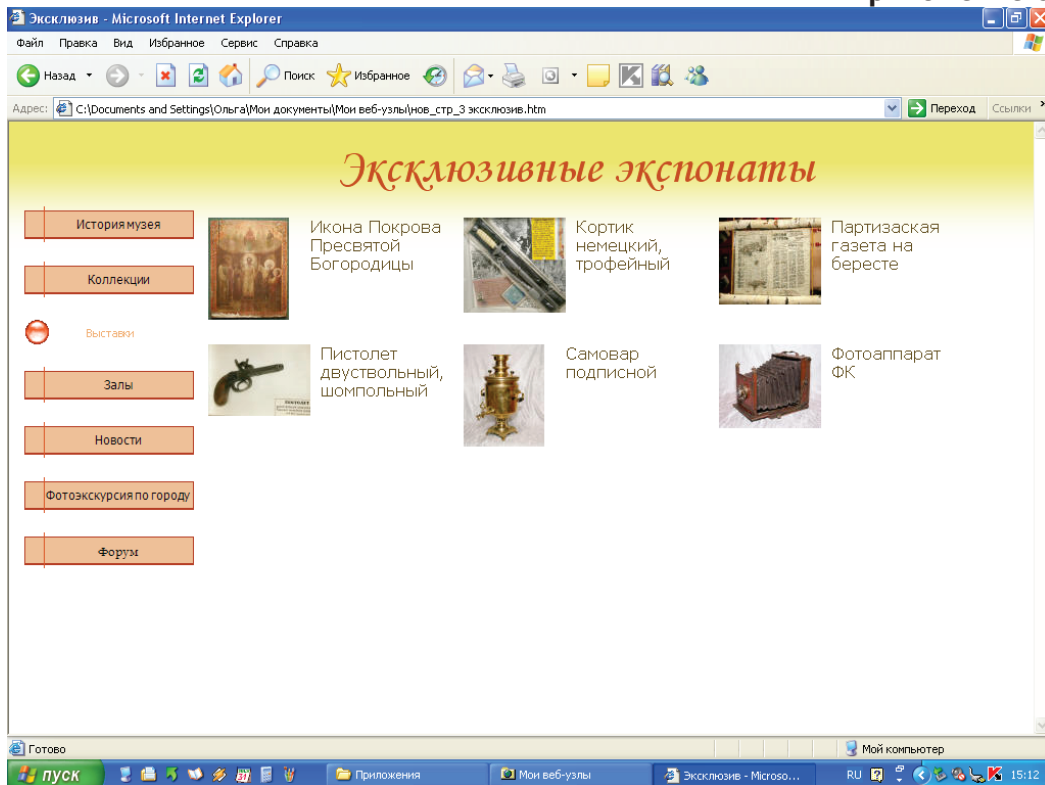 Эксклюзив - Microsoft Internet Explorer
Файл Правка Вид Избранное Сервис Справка
Назад Поиск Избранное
Адрес: C:\Documents and Settings\Ольга\Мои документы\Мои веб-узлы\нов_стр_3 эксклюзив.htm Переход Ссылки
Эксклюзивные экспонаты
История музея
Коллекции
Выставки
Залы
Новости
Фотоэкскурсия по городу
Форум
Икона Покрова
Пресвятой
Богородицы
Кортик
немецкий,
трофейный
Партизаская
газета на
бересте
Пистолет
двуствольный,
шомпольный
Самовар
подписной
Фотоаппарат
ФК
Готово Мой компьютер
пуск Приложения Мои веб-узлы Эксклюзив - Microso... RU 15:12